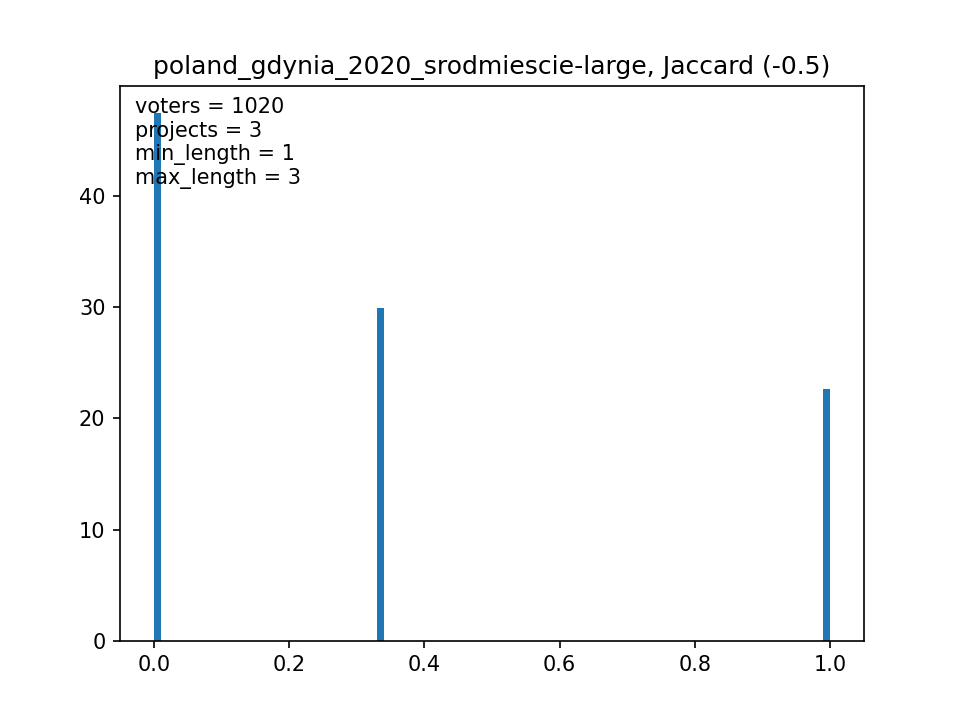 poland_gdynia_2020_srodmiescie-large, Jaccard (-0.5)
voters = 1020
projects = 3
min_length = 1
max_length = 3
40
30
20
10
0
0.0 0.2 0.4 0.6 0.8 1.0